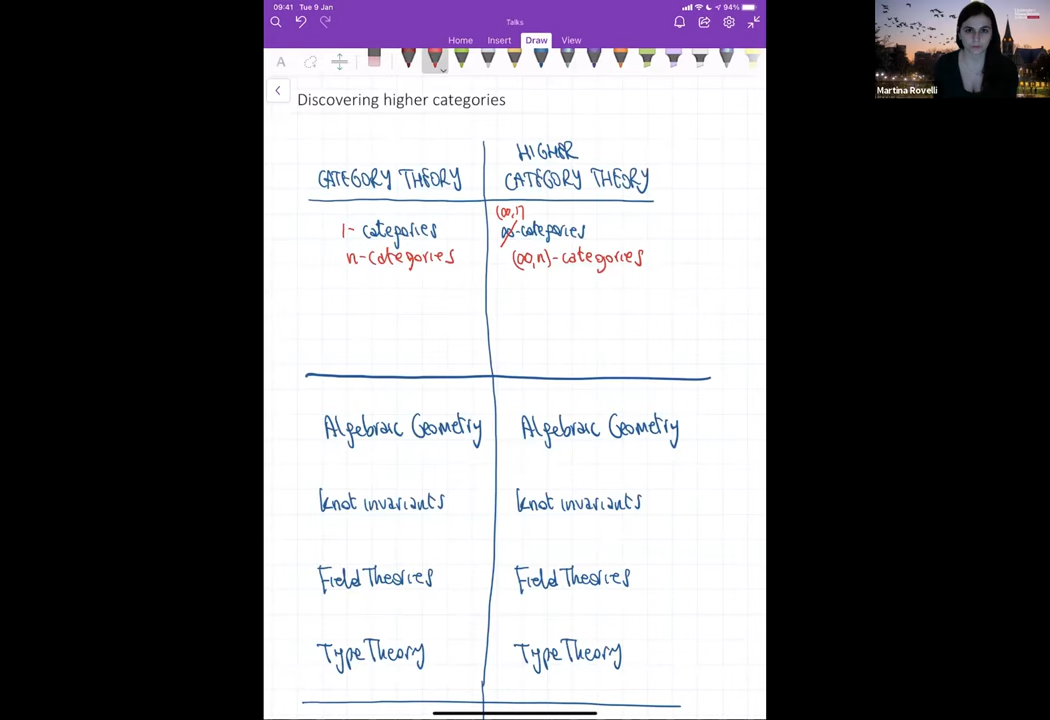 09:41 Tue 9 Jan
94%
Talks
Home Insert Draw View
A
Discovering higher categories
CATEGORY THEORY
HIGHER
CATEGORY THEORY
1- categories
(∞,1)
∞-categories
n-categories
(∞,n)-categories
Algebraic Geometry
Algebraic Geometry
knot invariants
knot invariants
Field Theories
Field Theories
Type Theory
Type Theory
Martina Rovelli